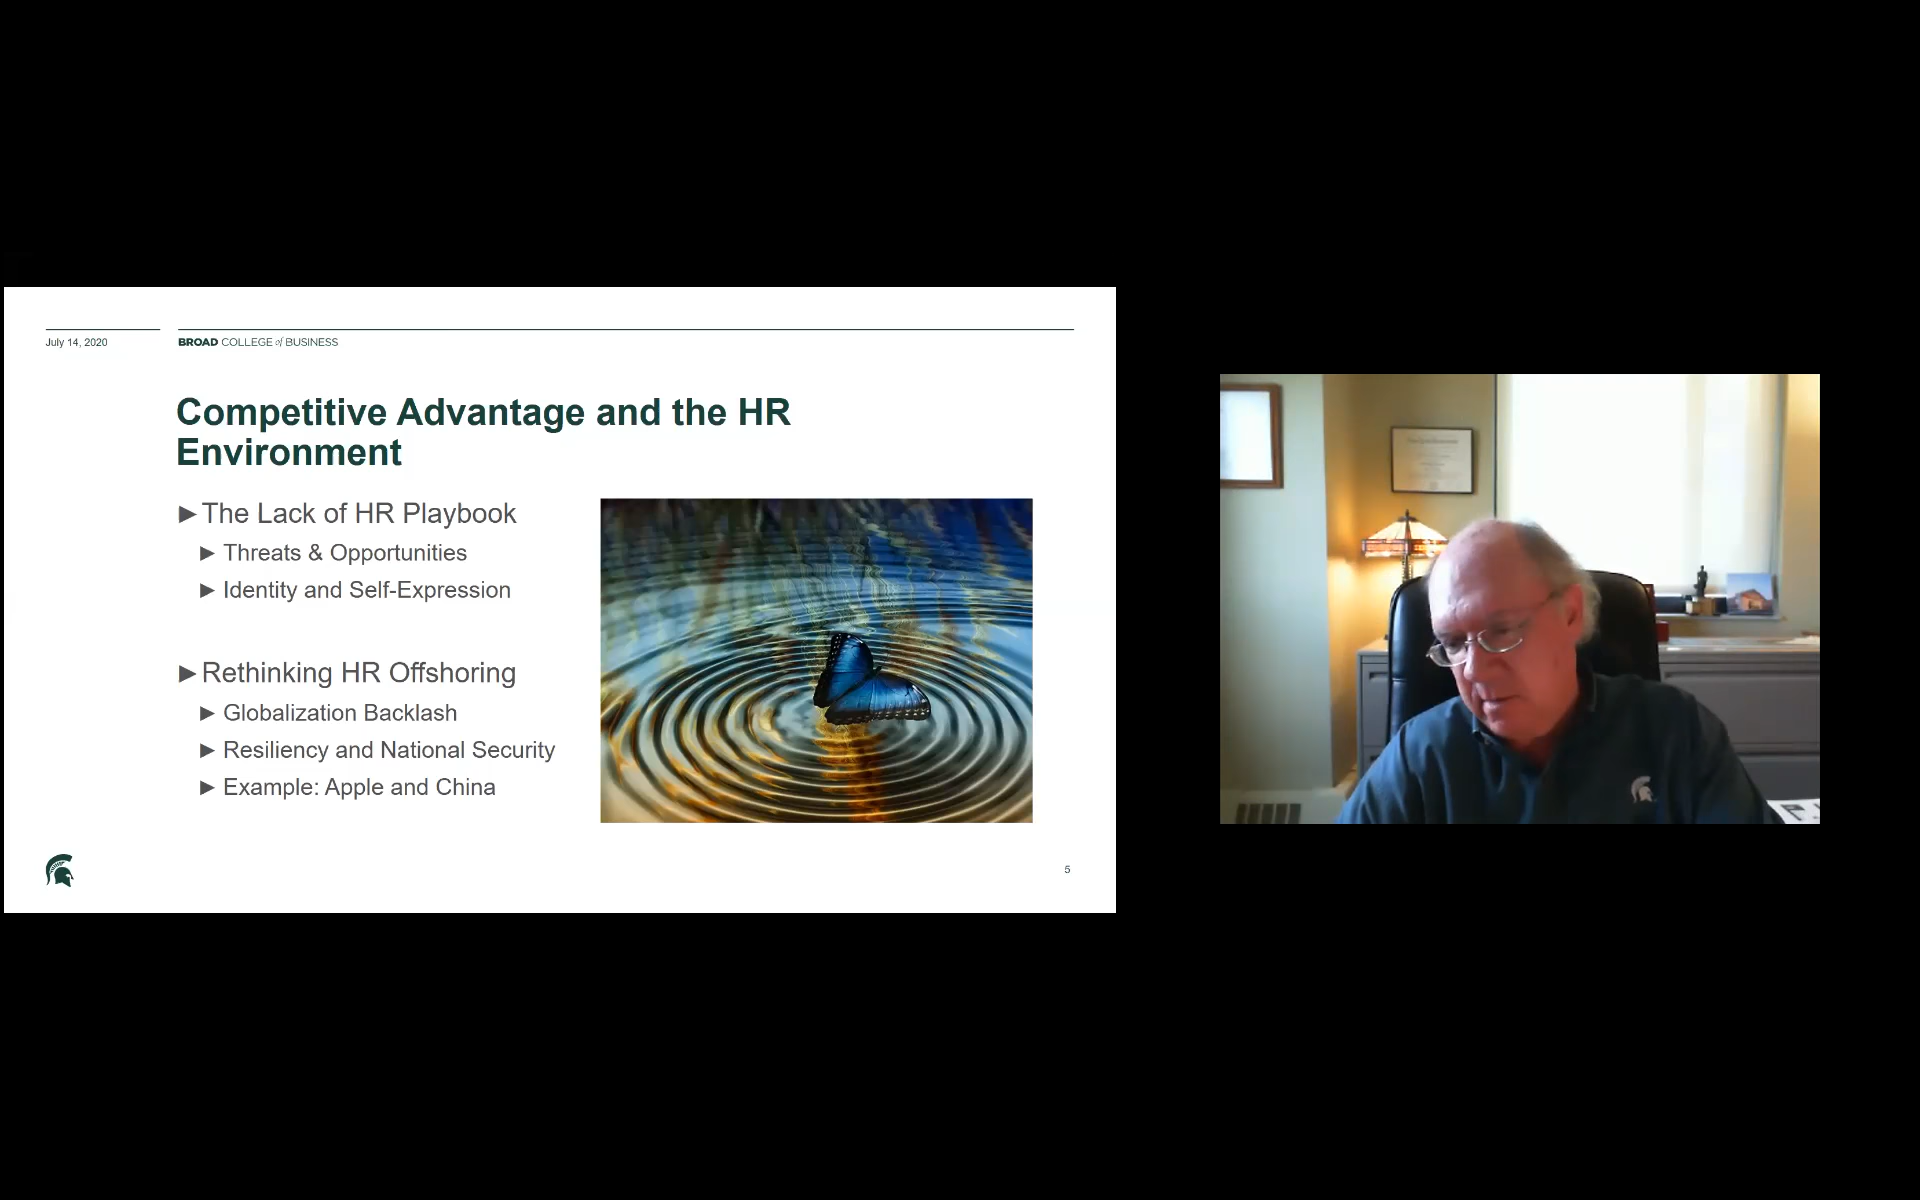 July 14, 2020
BROAD COLLEGE of BUSINESS
Competitive Advantage and the HR
Environment
►The Lack of HR Playbook
► Threats & Opportunities
► Identity and Self-Expression
►Rethinking HR Offshoring
► Globalization Backlash
► Resiliency and National Security
► Example: Apple and China
5